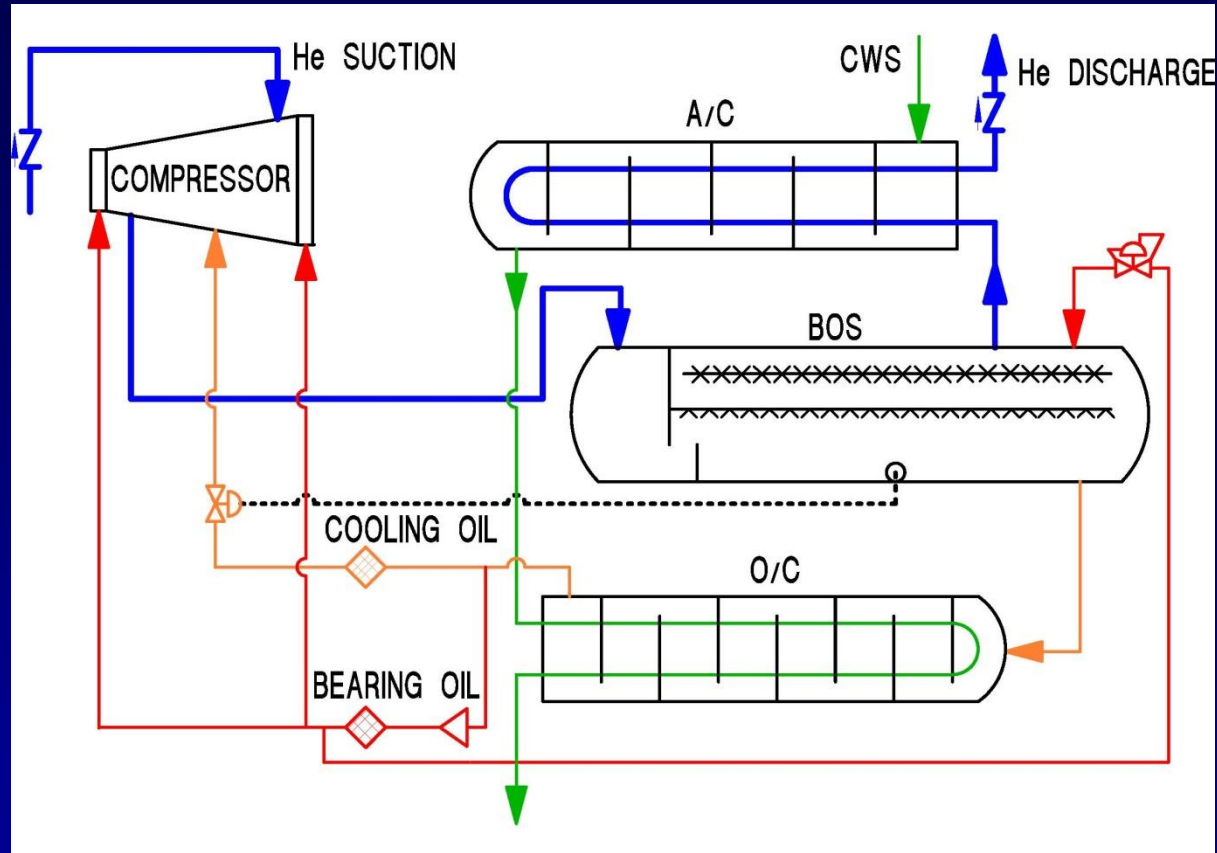 He SUCTION
CWS
He DISCHARGE
A/C
COMPRESSOR
BOS
COOLING OIL
O/C
BEARING OIL